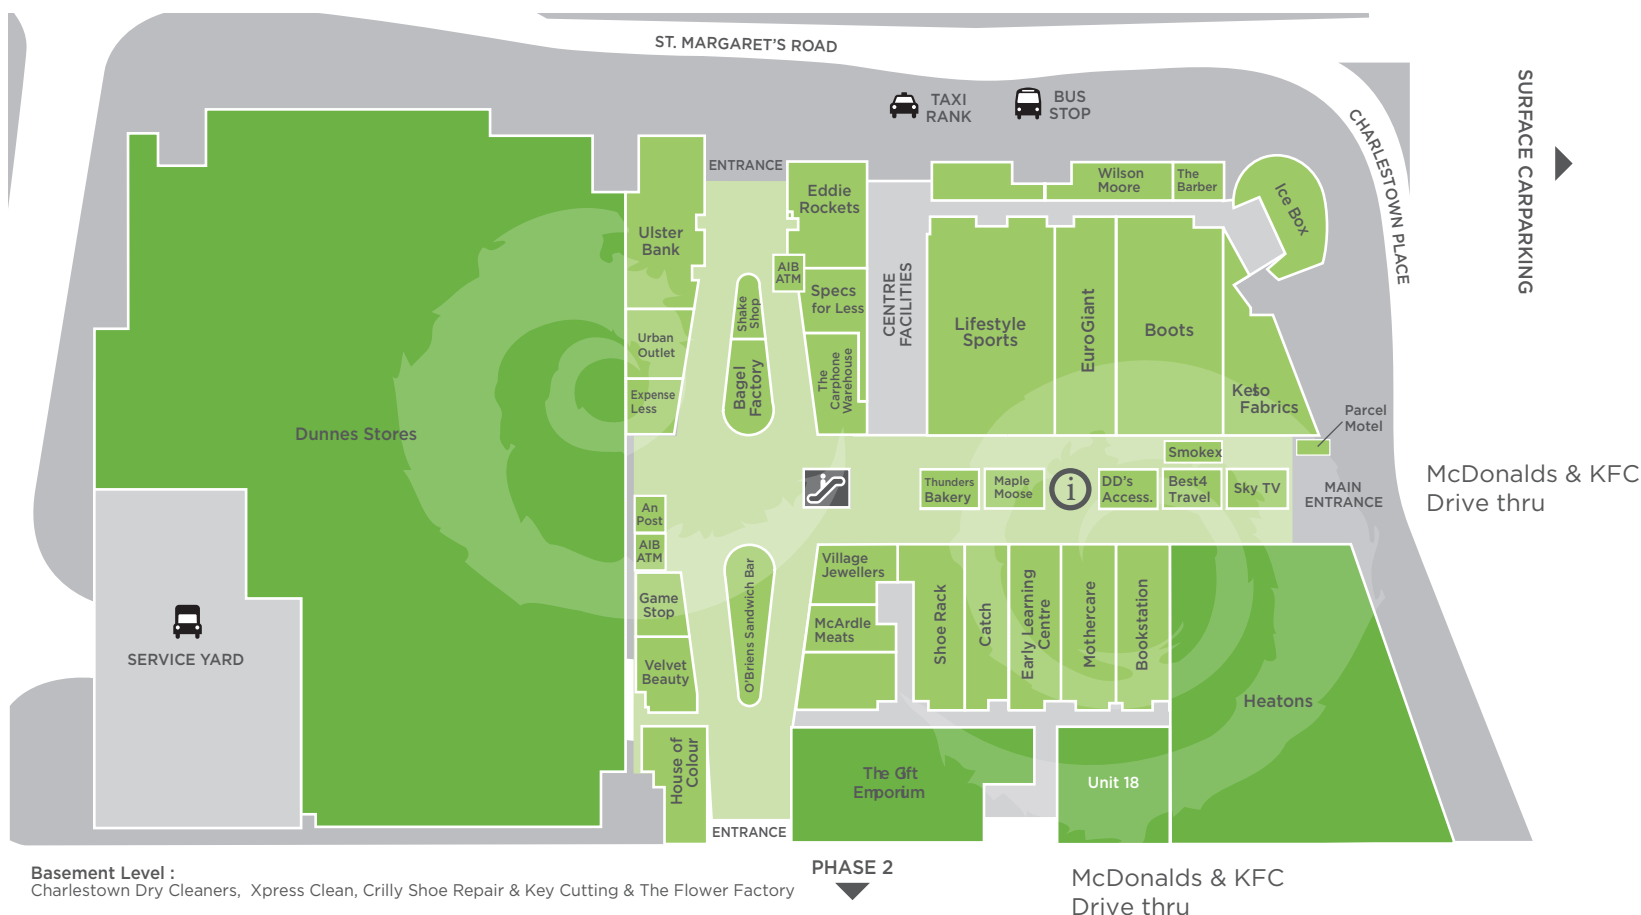 ST. MARGARET'S ROAD
TAXI
RANK
BUS
STOP
CHARLESTOWN PLACE
SURFACE CARPARKING
ENTRANCE
Eddie
Rockets
Wilson
Moore
The
Barber
Ice Box
Ulster
Bank
AIB
ATM
Specs
for Less
Shake
Shop
CENTRE
FACILITIES
Lifestyle
Sports
EuroGiant
Boots
Urban
Outlet
Bagel
Factory
The
Carphone
Warehouse
Expense
Less
Kelso
Fabrics
Parcel
Motel
Dunnes Stores
Smokex
Thunders
Bakery
Maple
Moose
i
DD's
Access.
Best4
Travel
Sky TV
MAIN
ENTRANCE
McDonalds & KFC
Drive thru
An
Post
AIB
ATM
Village
Jewellers
Game
Stop
O'Briens Sandwich Bar
McArdle
Meats
Shoe Rack
Catch
Early Learning
Centre
Mothercare
Bookstation
SERVICE YARD
Velvet
Beauty
Heatons
House of
Colour
The Gift
Emporium
Unit 18
ENTRANCE
PHASE 2
Basement Level :
Charlestown Dry Cleaners, Xpress Clean, Crilly Shoe Repair & Key Cutting & The Flower Factory
McDonalds & KFC
Drive thru